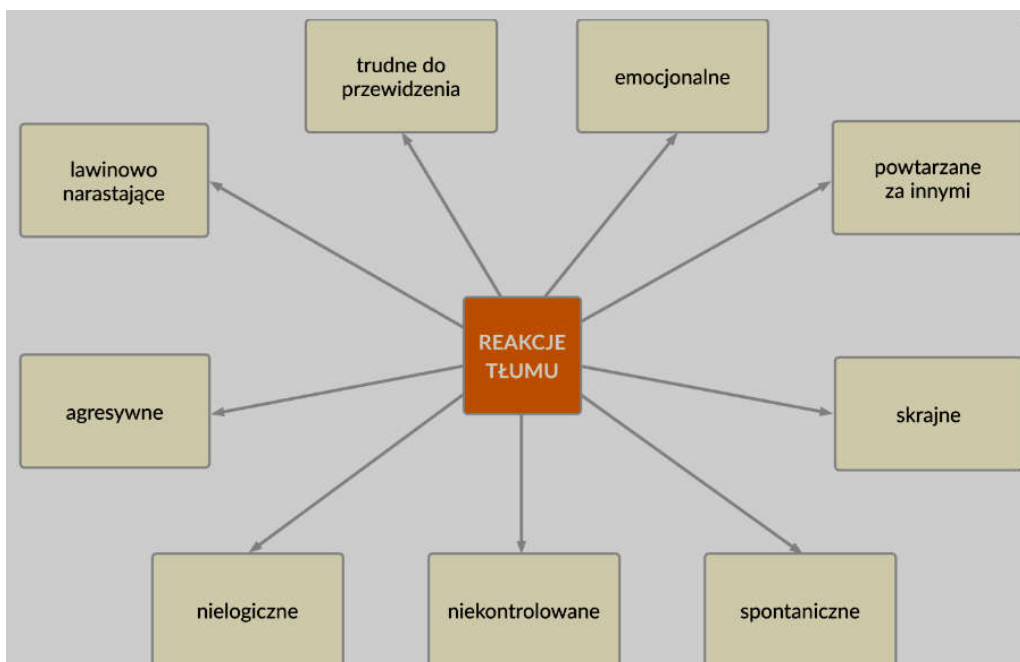 trudne do
przewidzenia
emocjonalne
lawinowo
narastające
powtarzane
za innymi
REAKCJE
TŁUMU
agresywne
skrajne
nielogiczne
niekontrolowane
spontaniczne